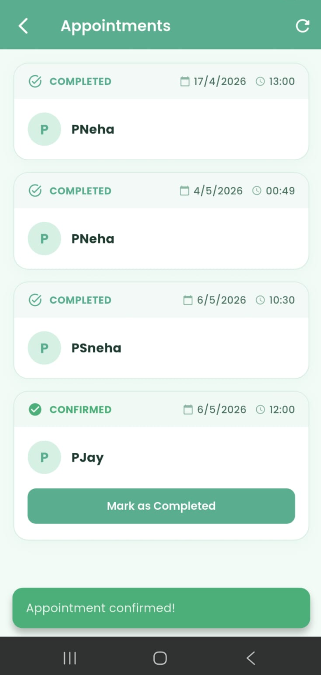 Appointments
COMPLETED 17/4/2026 13:00
P PNeha
COMPLETED 4/5/2026 00:49
P PNeha
COMPLETED 6/5/2026 10:30
P PSneha
CONFIRMED 6/5/2026 12:00
P PJay
Mark as Completed
Appointment confirmed!